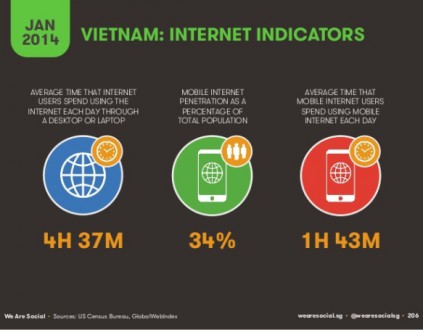 JAN
2014
VIETNAM: INTERNET INDICATORS
AVERAGE TIME THAT INTERNET
USERS SPEND USING THE
INTERNET EACH DAY THROUGH
A DESKTOP OR LAPTOP
MOBILE INTERNET
PENETRATION AS A
PERCENTAGE OF
TOTAL POPULATION
AVERAGE TIME THAT
MOBILE INTERNET USERS
SPEND USING MOBILE
INTERNET EACH DAY
4H 37M
34%
1H 43M
We Are Social · Sources: US Census Bureau, GlobalWebIndex
wearesocial.sg · @wearesocialsg · 206